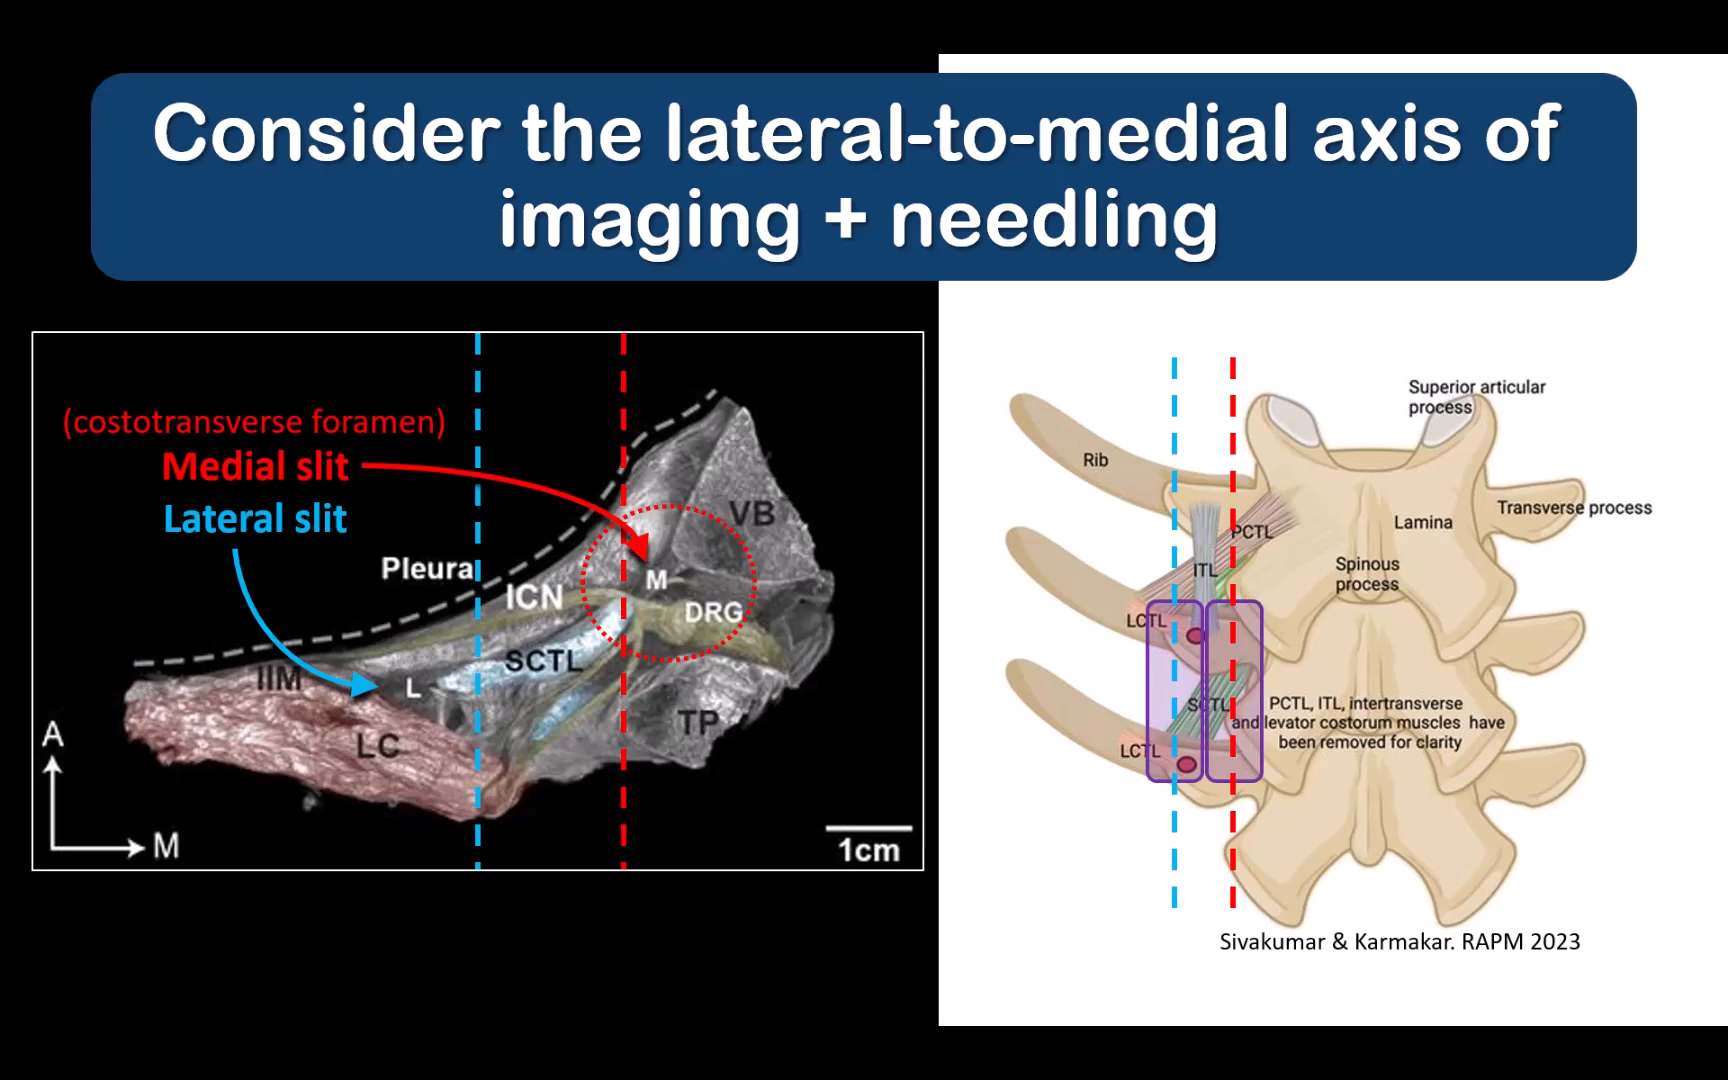 Consider the lateral-to-medial axis of
imaging + needling
(costotransverse foramen)
Medial slit
Lateral slit
Pleura
ICN
M
VB
DRG
SCTL
IIM
L
LC
TP
A
M
1cm
Superior articular
process
Rib
Transverse process
Lamina
PCTL
ITL
Spinous
process
LCTL
SCTL
PCTL, ITL, intertransverse
and levator costorum muscles have
been removed for clarity
LCTL
Sivakumar & Karmakar. RAPM 2023